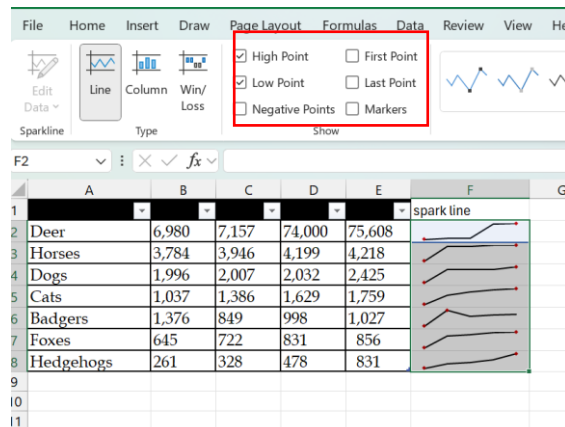 File Home Insert Draw Page Layout Formulas Data Review View He
High Point First Point
Edit Data Line Column Win/ Loss Low Point Last Point
Negative Points Markers
Sparkline Type Show
F2 fx
A B C D E F G
1 spark line
2 Deer 6,980 7,157 74,000 75,608
3 Horses 3,784 3,946 4,199 4,218
4 Dogs 1,996 2,007 2,032 2,425
5 Cats 1,037 1,386 1,629 1,759
6 Badgers 1,376 849 998 1,027
7 Foxes 645 722 831 856
8 Hedgehogs 261 328 478 831
9
10
11